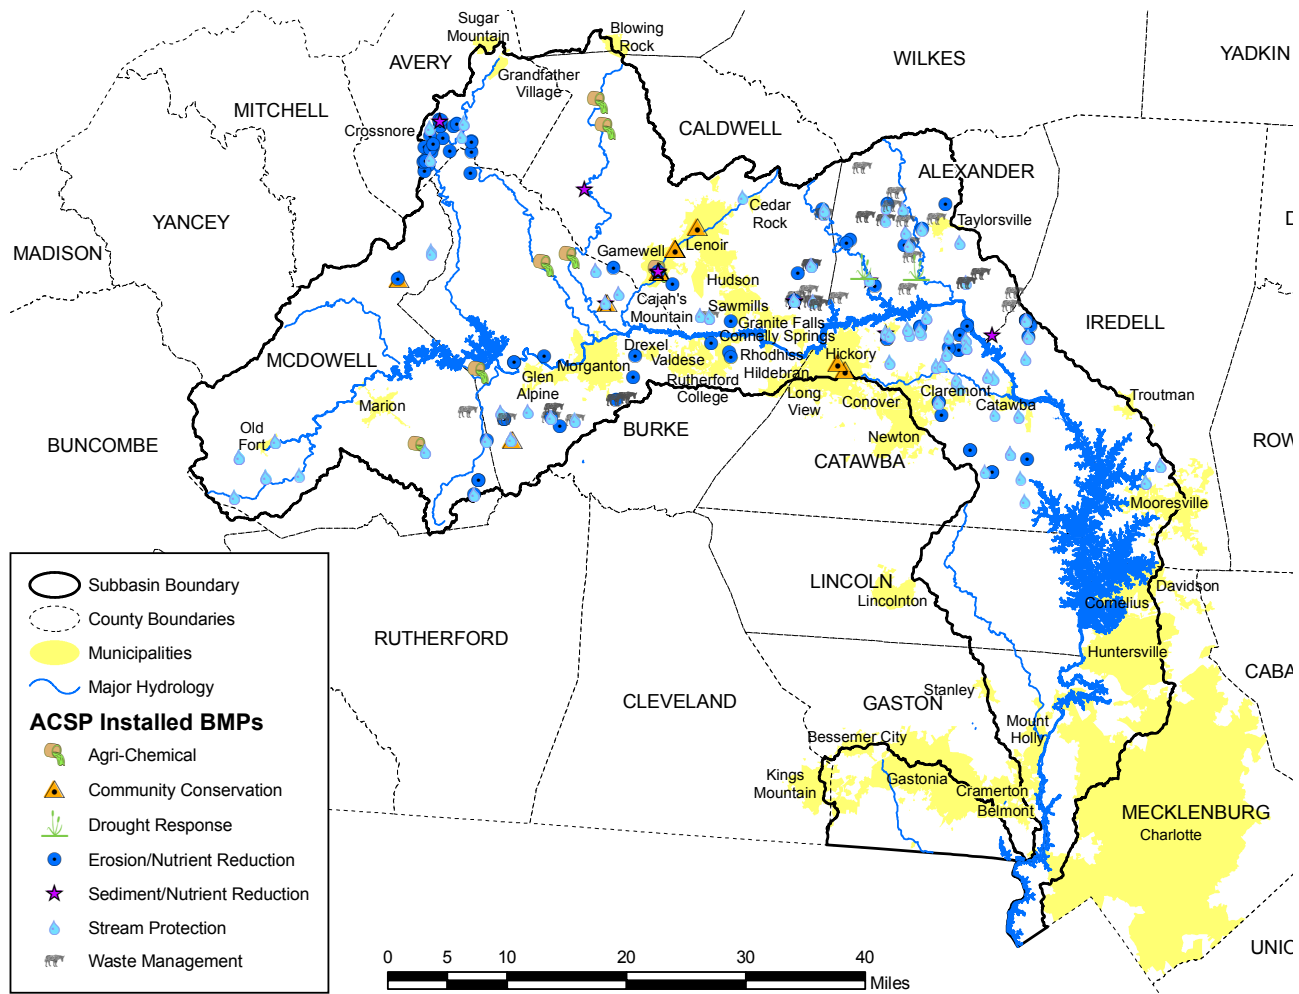 Sugar
Mountain
Blowing
Rock
AVERY
WILKES
YADKIN
Grandfather
Village
MITCHELL
Crossnore
CALDWELL
ALEXANDER
YANCEY
Cedar
Rock
Taylorsville
MADISON
Gamewell
Lenoir
Hudson
Cajah's
Mountain
Sawmills
Granite Falls
IREDELL
Connelly Springs
MCDOWELL
Drexel
Valdese
Rhodhiss
Hickory
Morganton
Hildebran
Glen
Alpine
Rutherford
College
Long
View
Claremont
Conover
Catawba
Troutman
Marion
Old
Fort
BURKE
Newton
BUNCOMBE
ROW
CATAWBA
Mooresville
LINCOLN
Lincolnton
Davidson
Cornelius
RUTHERFORD
Huntersville
CABA
CLEVELAND
Stanley
GASTON
Mount
Holly
Bessemer City
Kings
Mountain
Gastonia
Cramerton
Belmont
MECKLENBURG
Charlotte
UNIC
D
Subbasin Boundary
County Boundaries
Municipalities
Major Hydrology
ACSP Installed BMPs
Agri-Chemical
Community Conservation
Drought Response
Erosion/Nutrient Reduction
Sediment/Nutrient Reduction
Stream Protection
Waste Management
0 5 10 20 30 40
Miles